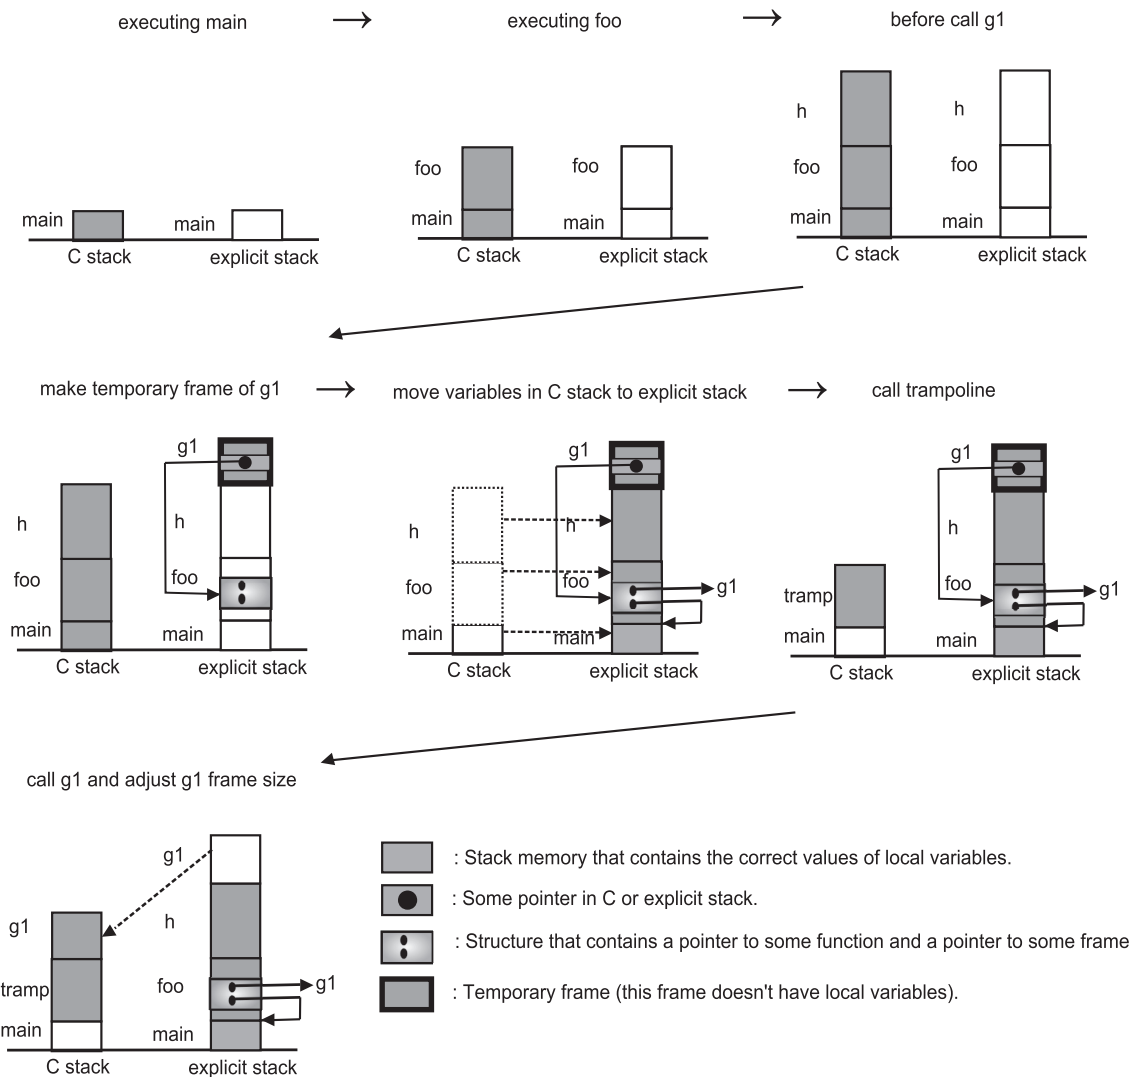 executing main → executing foo → before call g1
h h
foo foo foo foo
main main main main main main
C stack explicit stack C stack explicit stack C stack explicit stack
make temporary frame of g1 → move variables in C stack to explicit stack → call trampoline
g1 g1 g1
h h h h h
foo foo foo foo g1 tramp foo g1
main main main main main main
C stack explicit stack C stack explicit stack C stack explicit stack
call g1 and adjust g1 frame size
g1 : Stack memory that contains the correct values of local variables.
: Some pointer in C or explicit stack.
g1 h : Structure that contains a pointer to some function and a pointer to some frame
tramp foo g1 : Temporary frame (this frame doesn't have local variables).
main main
C stack explicit stack